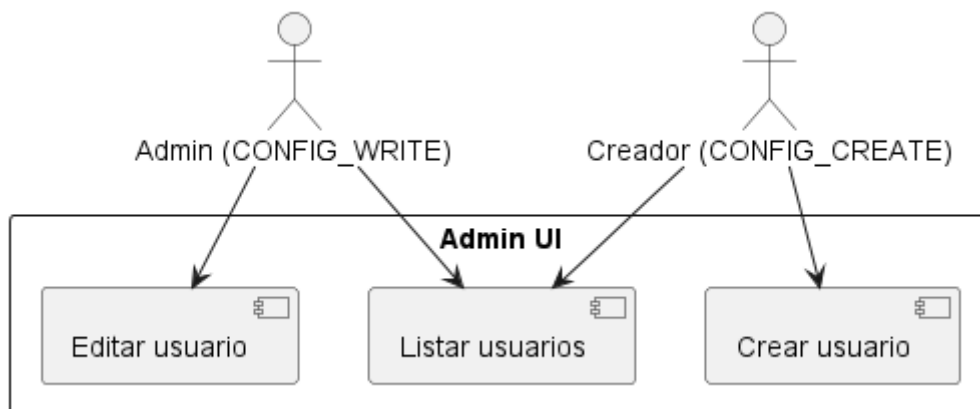 Admin (CONFIG_WRITE)
Creador (CONFIG_CREATE)
Admin UI
Editar usuario
Listar usuarios
Crear usuario